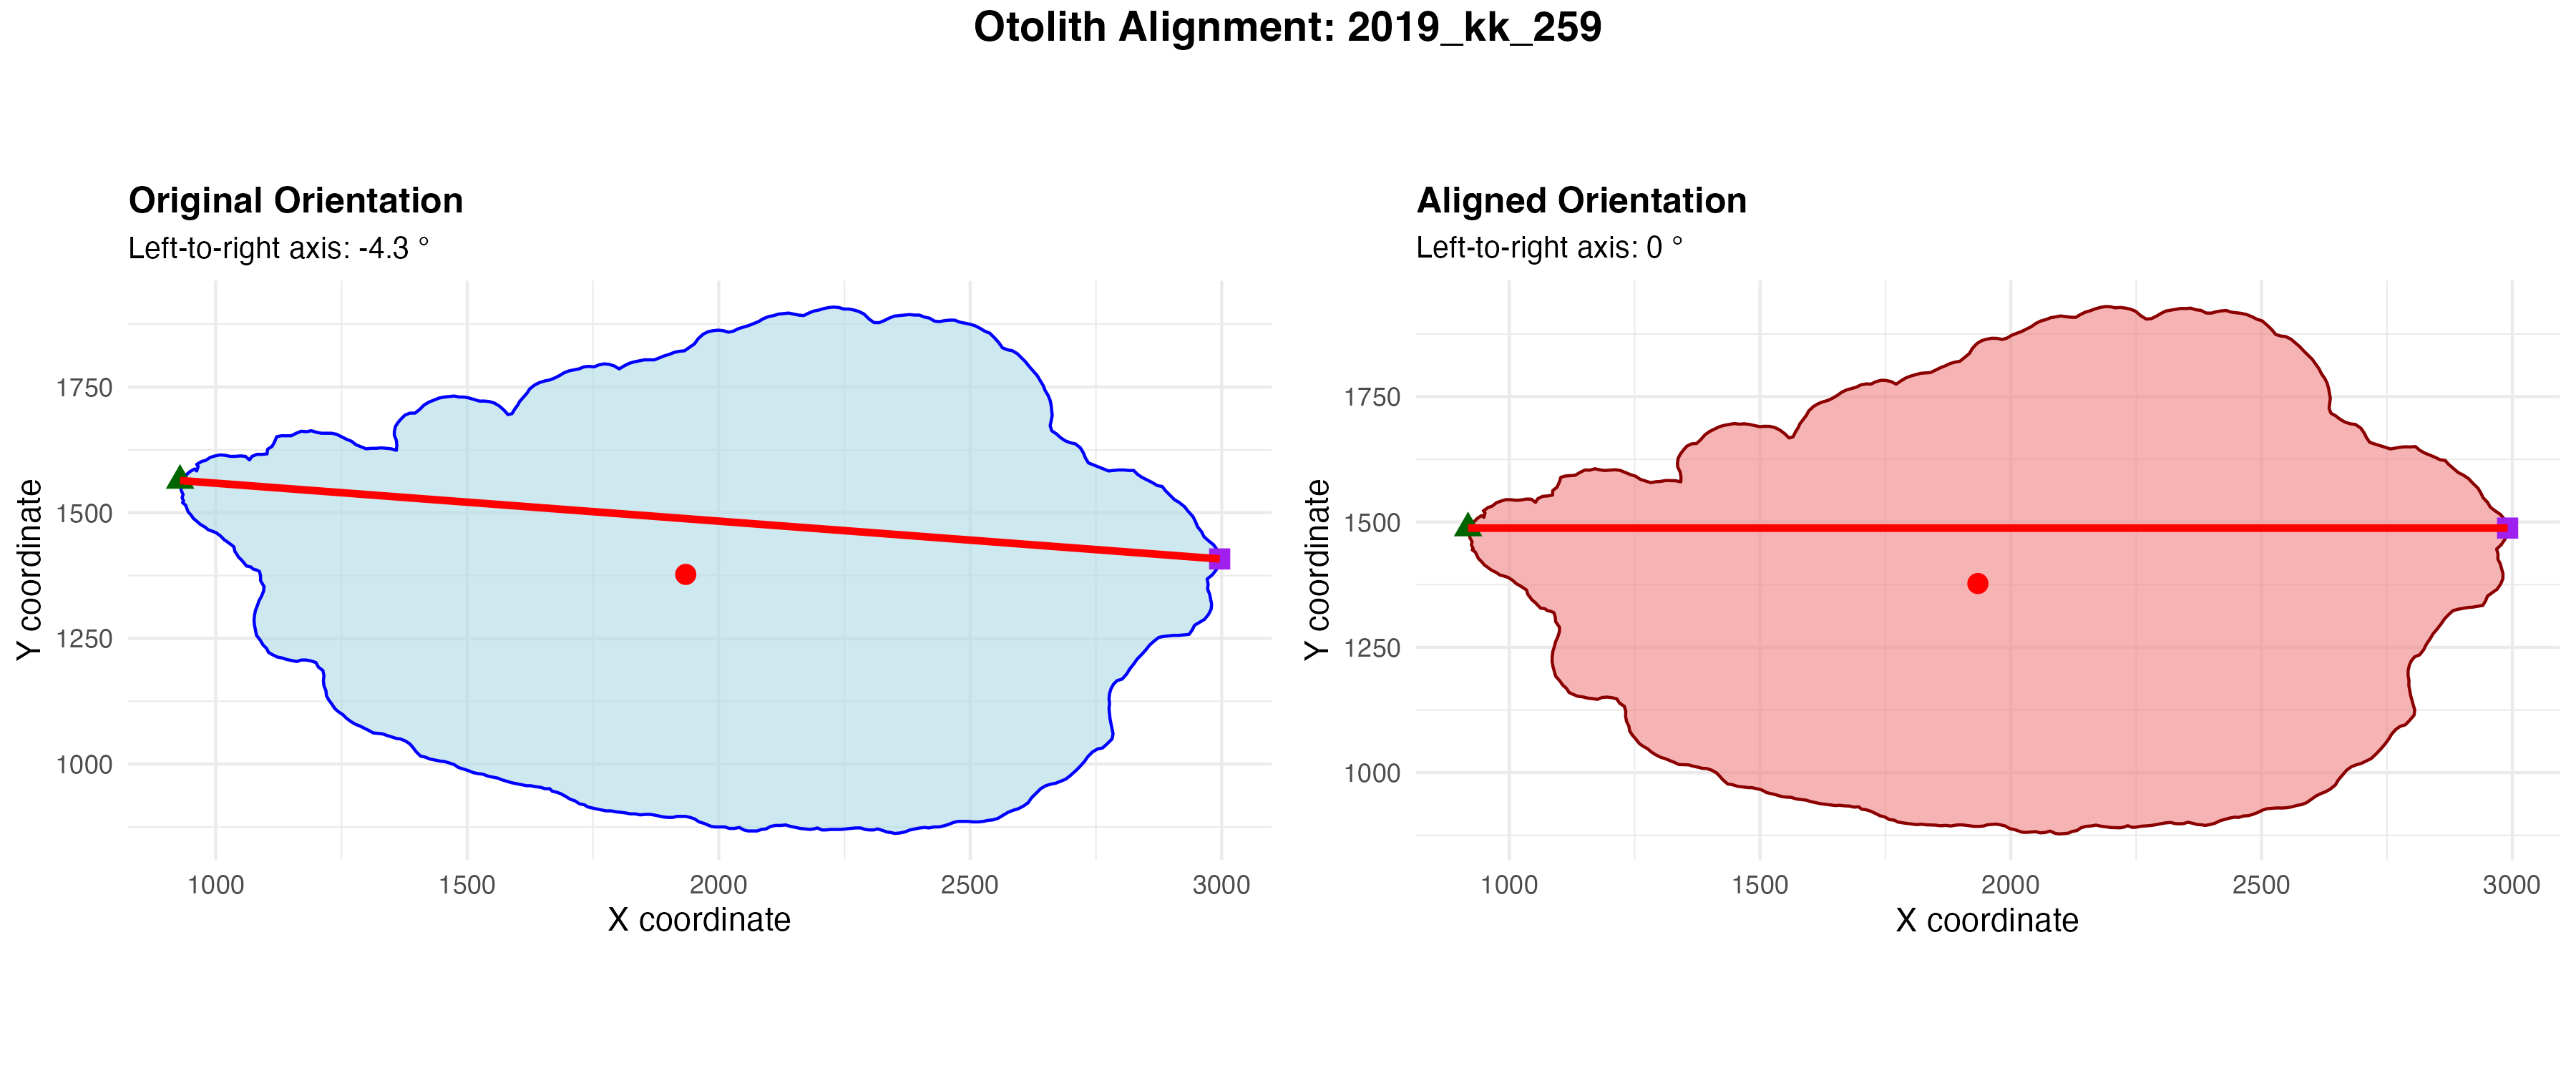 Otolith Alignment: 2019_kk_259
Original Orientation
Left-to-right axis: -4.3 °
Y coordinate
1750
1500
1250
1000
1000 1500 2000 2500 3000
X coordinate
Aligned Orientation
Left-to-right axis: 0 °
Y coordinate
1750
1500
1250
1000
1000 1500 2000 2500 3000
X coordinate